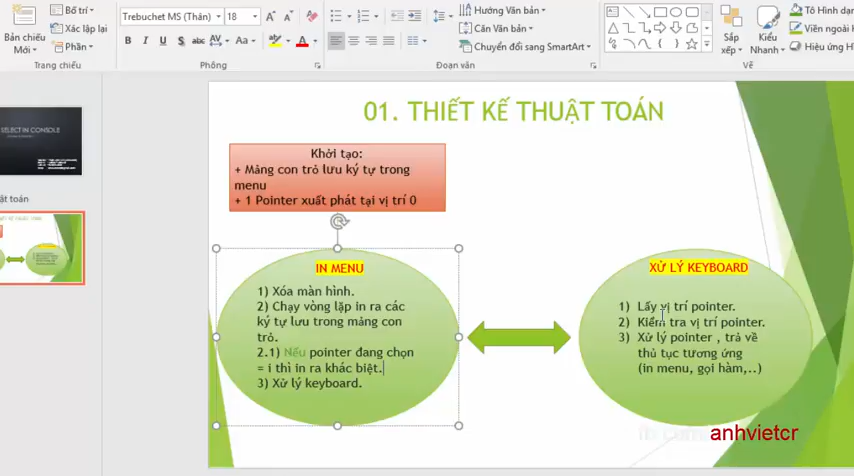 Bố trí
Xác lập lại
Phần
Bản chiếu
Mới
Trang chiếu
Trebuchet MS (Thân)
18
B I U S abc AV Aa A
Phông
Hướng Văn bản
Căn Văn bản
Chuyển đổi sang SmartArt
Đoạn văn
Sắp
xếp
Kiểu
Nhanh
Vẽ
Tô Hình dạ
Viền ngoài H
Hiệu ứng H
SELECT IN CONSOLE
ật toán
01. THIẾT KẾ THUẬT TOÁN
Khởi tạo:
+ Mảng con trỏ lưu ký tự trong
menu
+ 1 Pointer xuất phát tại vị trí 0
IN MENU
1) Xóa màn hình.
2) Chạy vòng lặp in ra các
ký tự lưu trong mảng con
trỏ.
2.1) Nếu pointer đang chọn
= i thì in ra khác biệt.
3) Xử lý keyboard.
XỬ LÝ KEYBOARD
1) Lấy vị trí pointer.
2) Kiểm tra vị trí pointer.
3) Xử lý pointer , trả về
thủ tục tương ứng
(in menu, gọi hàm,..)
anhvietcr